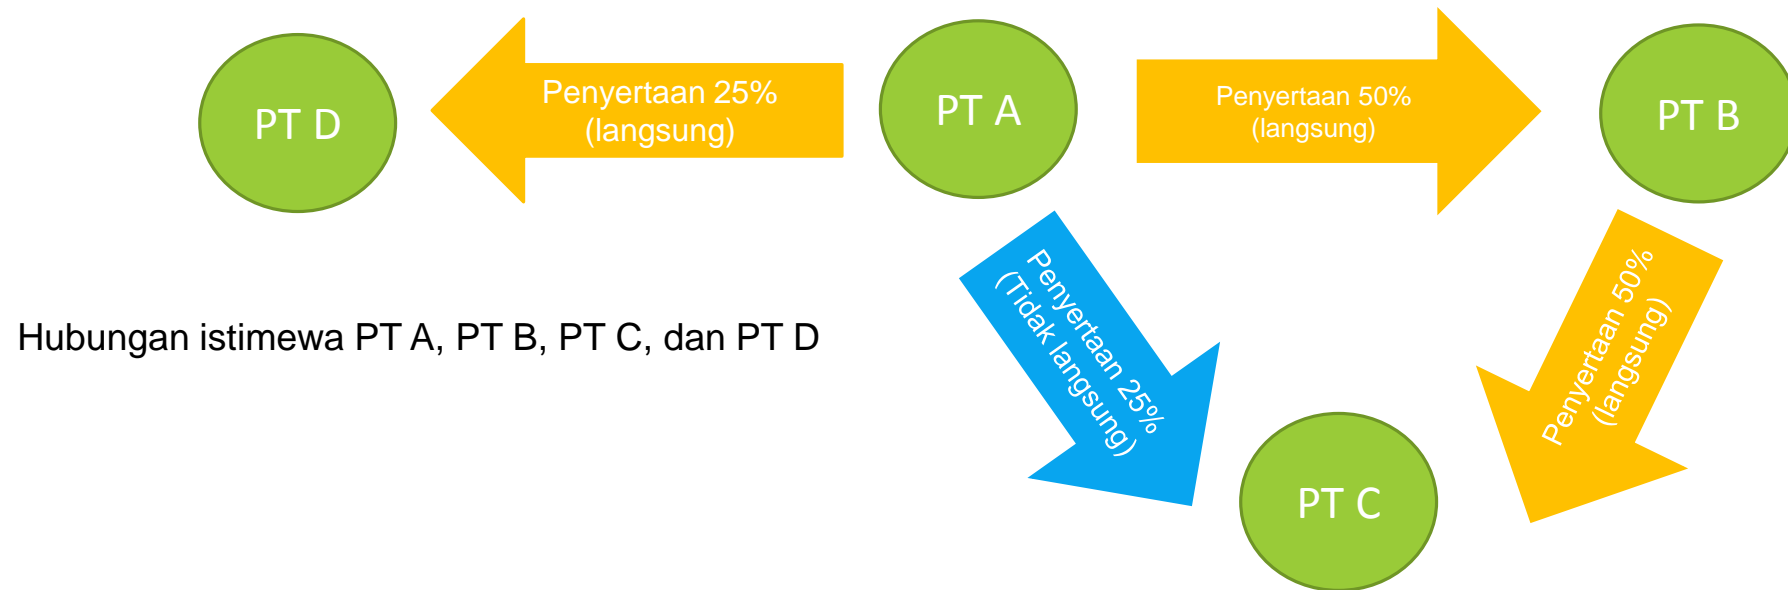 PT D
Penyertaan 25%
(langsung)
PT A
Penyertaan 50%
(langsung)
PT B
Penyertaan 25%
(Tidak langsung)
Penyertaan 50%
(langsung)
Hubungan istimewa PT A, PT B, PT C, dan PT D
PT C